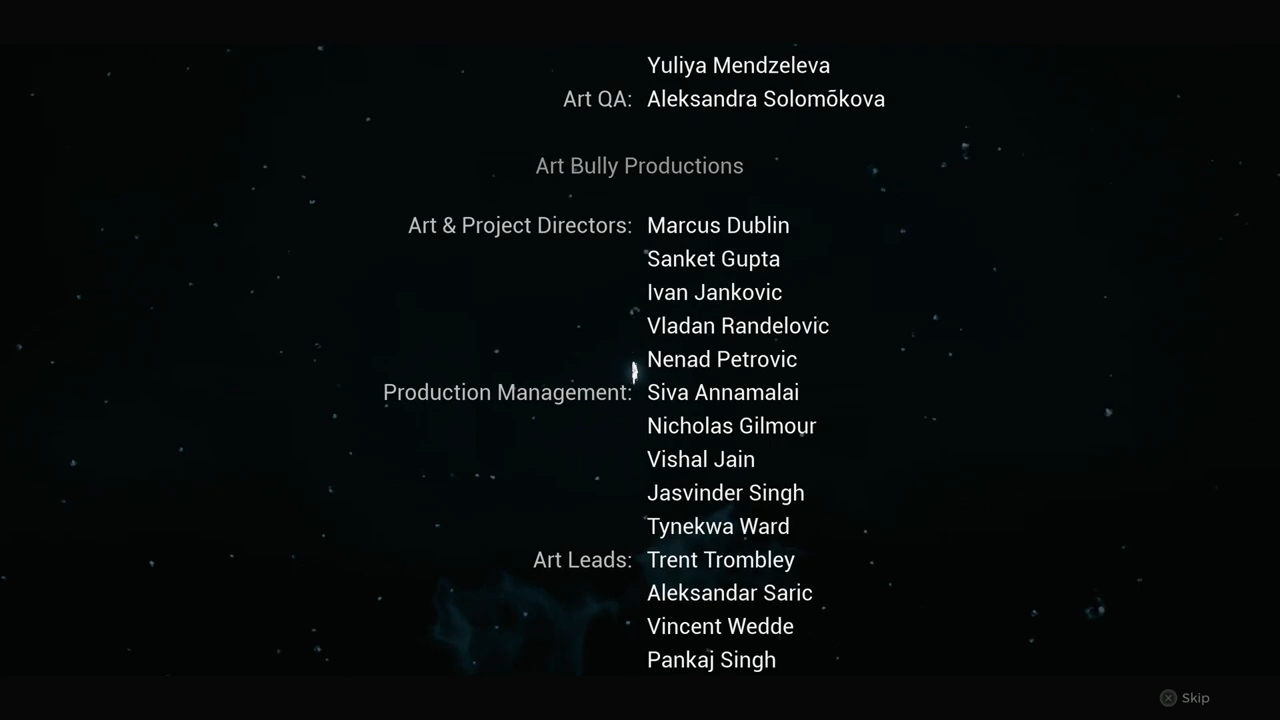 Yuliya Mendzeleva
Art QA: Aleksandra Solomōkova
Art Bully Productions
Art & Project Directors: Marcus Dublin
Sanket Gupta
Ivan Jankovic
Vladan Randelovic
Nenad Petrovic
Production Management: Siva Annamalai
Nicholas Gilmour
Vishal Jain
Jasvinder Singh
Tynekwa Ward
Art Leads: Trent Trombley
Aleksandar Saric
Vincent Wedde
Pankaj Singh
Skip